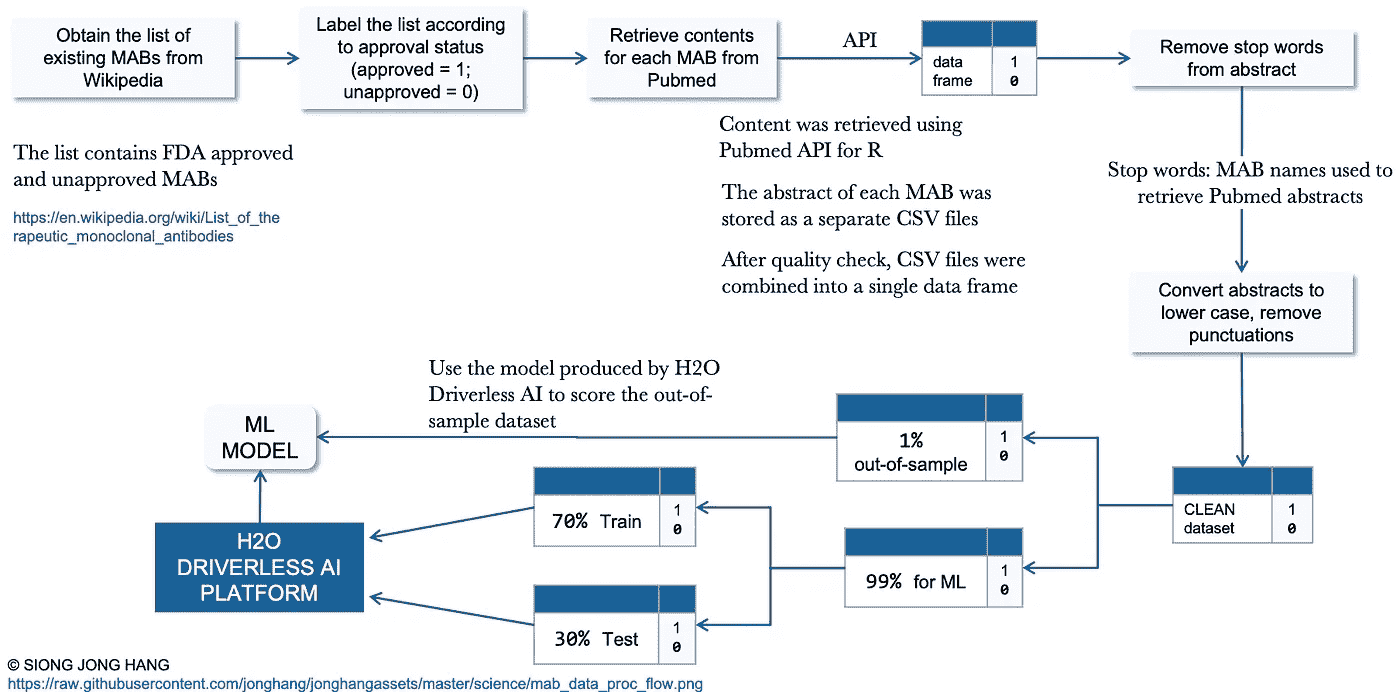 Obtain the list of
existing MABs from
Wikipedia
Label the list according
to approval status
(approved = 1;
unapproved = 0)
Retrieve contents
for each MAB from
Pubmed
API
data
frame
1
0
Remove stop words
from abstract
The list contains FDA approved
and unapproved MABs
https://en.wikipedia.org/wiki/List_of_the
rapeutic_monoclonal_antibodies
Content was retrieved using
Pubmed API for R
The abstract of each MAB was
stored as a separate CSV files
After quality check, CSV files were
combined into a single data frame
Stop words: MAB names used to
retrieve Pubmed abstracts
Convert abstracts to
lower case, remove
punctuations
Use the model produced by H2O
Driverless AI to score the out-of-
sample dataset
ML
MODEL
1%
out-of-sample
1
0
CLEAN
dataset
1
0
70% Train
1
0
99% for ML
1
0
H2O
DRIVERLESS AI
PLATFORM
30% Test
1
0
© SIONG JONG HANG
https://raw.githubusercontent.com/jonghang/jonghangassets/master/science/mab_data_proc_flow.png